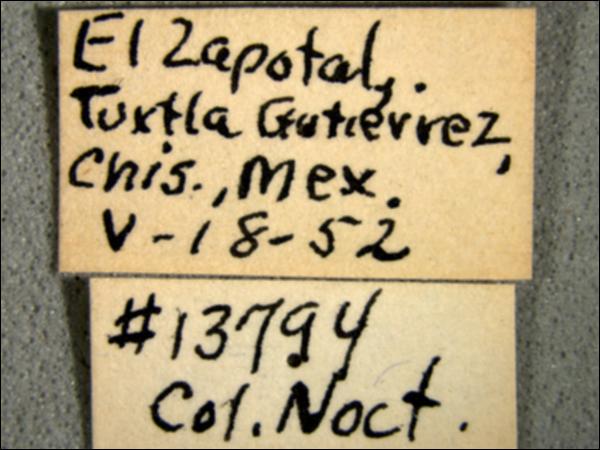 El Zapotal,.
Tuxtla Gutierrez,
Chis., Mex.
V-18-52
#13794
Col. Noct.